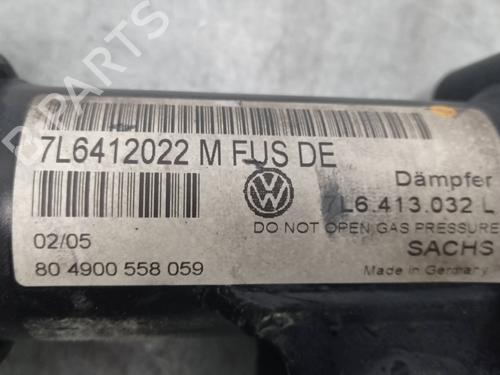 B-PARTS
7L6412022 M FUS DE
Dämpfer
7L6.413.032 L
DO NOT OPEN GAS PRESSURE
02/05
SACHS
80 4900 558 059
Made in Germany